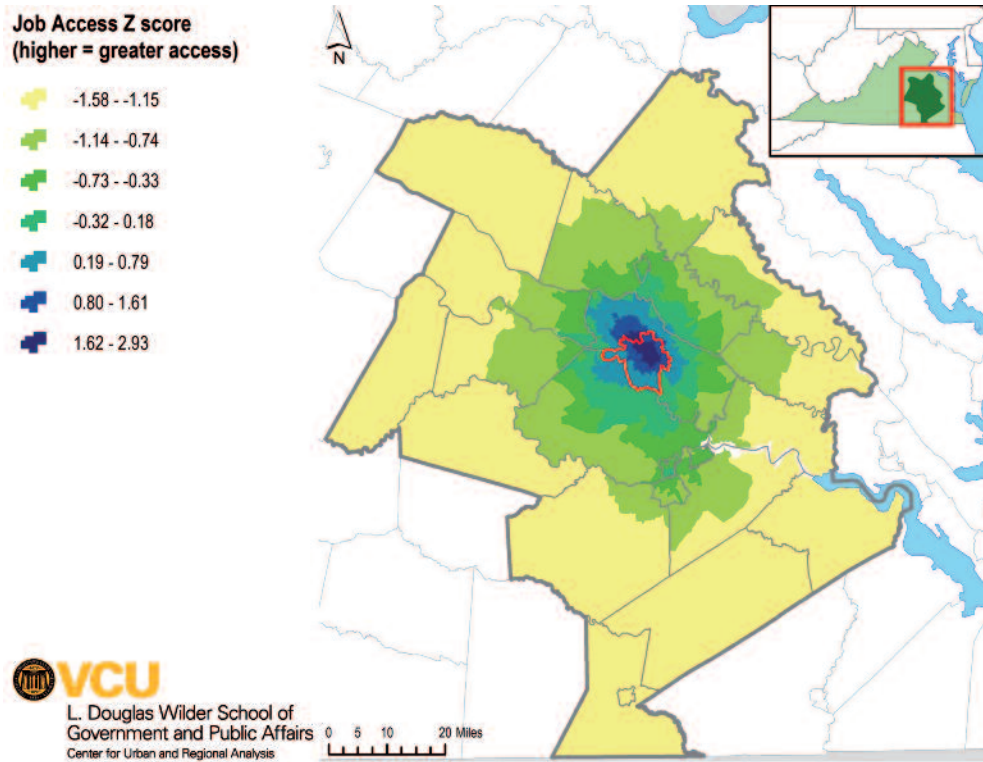 Job Access Z score
(higher = greater access)
-1.58 - -1.15
-1.14 - -0.74
-0.73 - -0.33
-0.32 - 0.18
0.19 - 0.79
0.80 - 1.61
1.62 - 2.93
N
VCU
L. Douglas Wilder School of
Government and Public Affairs
Center for Urban and Regional Analysis
0 5 10 20 Miles